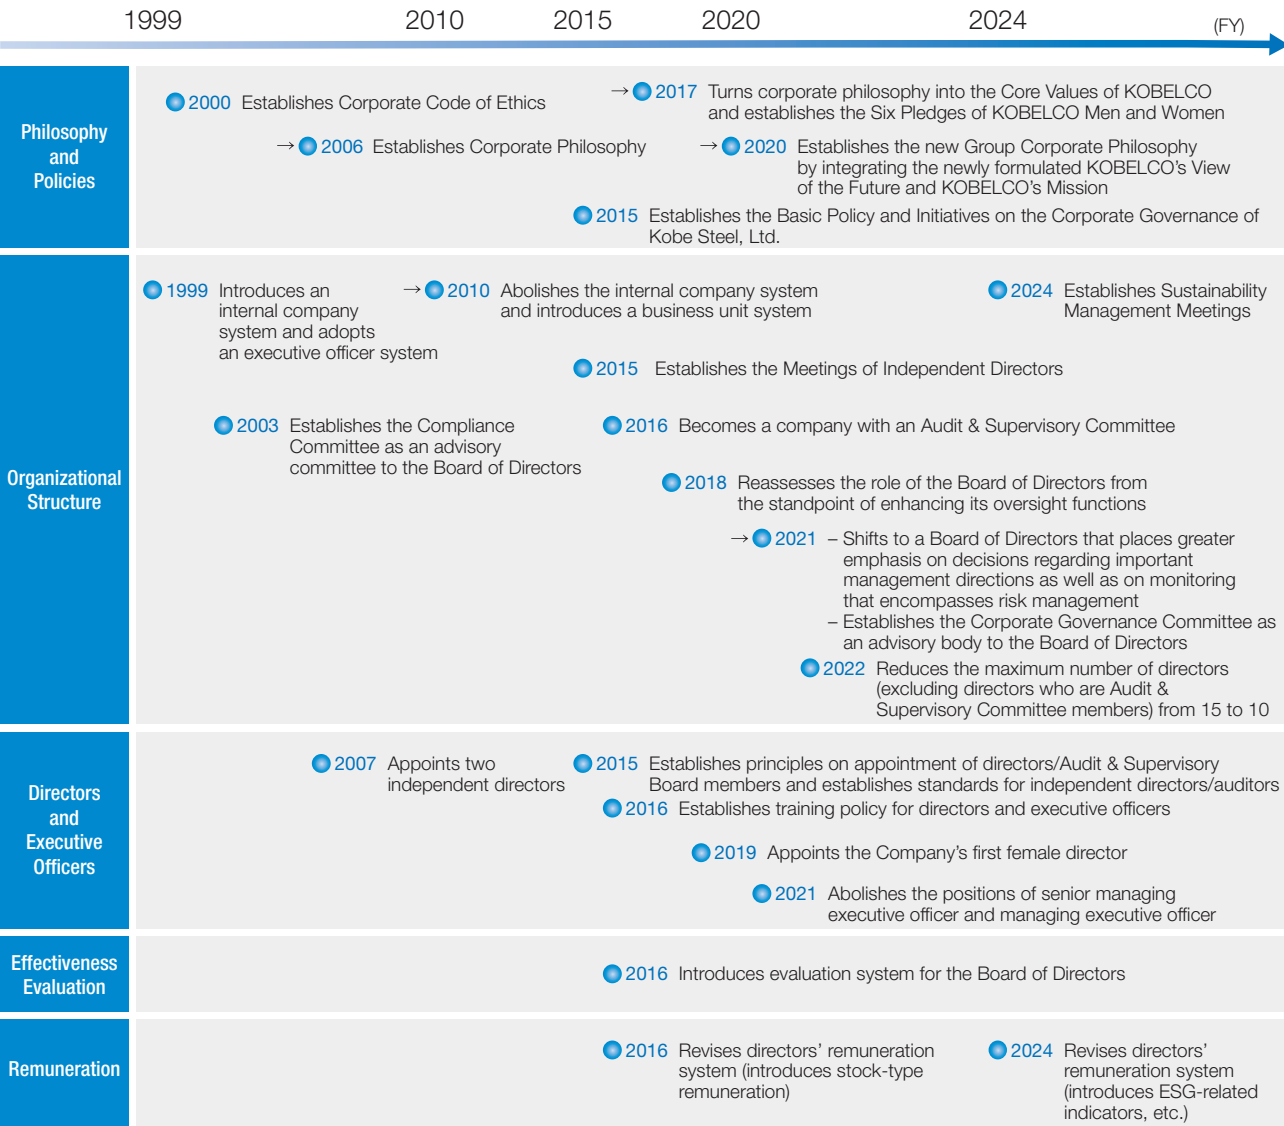 1999 2010 2015 2020 2024 (FY)
Philosophy
and
Policies
2000 Establishes Corporate Code of Ethics
→ 2017 Turns corporate philosophy into the Core Values of KOBELCO
and establishes the Six Pledges of KOBELCO Men and Women
→ 2006 Establishes Corporate Philosophy
→ 2020 Establishes the new Group Corporate Philosophy
by integrating the newly formulated KOBELCO's View
of the Future and KOBELCO's Mission
2015 Establishes the Basic Policy and Initiatives on the Corporate Governance of
Kobe Steel, Ltd.
Organizational
Structure
1999 Introduces an
internal company
system and adopts
an executive officer system
→ 2010 Abolishes the internal company system
and introduces a business unit system
2024 Establishes Sustainability
Management Meetings
2015 Establishes the Meetings of Independent Directors
2003 Establishes the Compliance
Committee as an advisory
committee to the Board of Directors
2016 Becomes a company with an Audit & Supervisory Committee
2018 Reassesses the role of the Board of Directors from
the standpoint of enhancing its oversight functions
→ 2021 – Shifts to a Board of Directors that places greater
emphasis on decisions regarding important
management directions as well as on monitoring
that encompasses risk management
– Establishes the Corporate Governance Committee as
an advisory body to the Board of Directors
2022 Reduces the maximum number of directors
(excluding directors who are Audit &
Supervisory Committee members) from 15 to 10
Directors
and
Executive
Officers
2007 Appoints two
independent directors
2015 Establishes principles on appointment of directors/Audit & Supervisory
Board members and establishes standards for independent directors/auditors
2016 Establishes training policy for directors and executive officers
2019 Appoints the Company's first female director
2021 Abolishes the positions of senior managing
executive officer and managing executive officer
Effectiveness
Evaluation
2016 Introduces evaluation system for the Board of Directors
Remuneration
2016 Revises directors' remuneration
system (introduces stock-type
remuneration)
2024 Revises directors'
remuneration system
(introduces ESG-related
indicators, etc.)